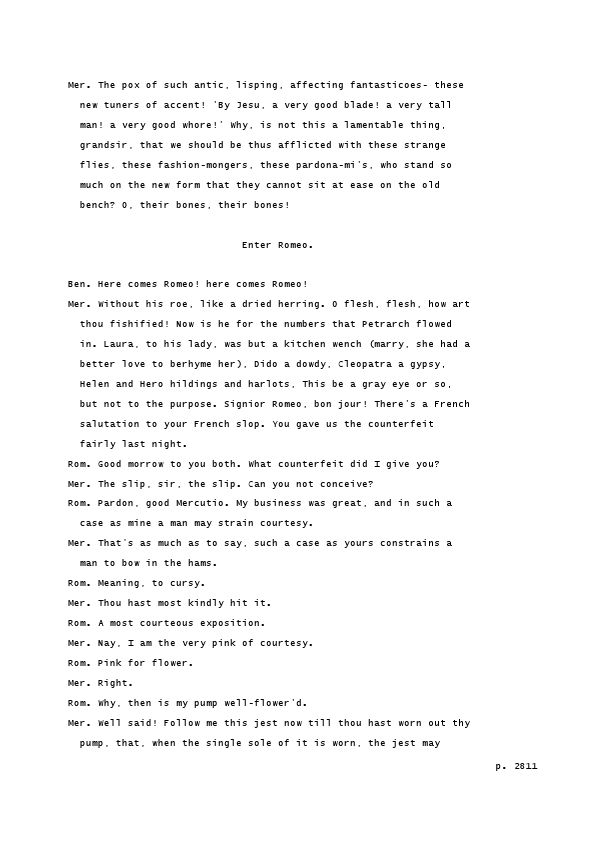 Mer. The pox of such antic, lisping, affecting fantasticoes- these
new tuners of accent! 'By Jesu, a very good blade! a very tall
man! a very good whore!' Why, is not this a lamentable thing,
grandsir, that we should be thus afflicted with these strange
flies, these fashion-mongers, these pardona-mi's, who stand so
much on the new form that they cannot sit at ease on the old
bench? O, their bones, their bones!
Enter Romeo.
Ben. Here comes Romeo! here comes Romeo!
Mer. Without his roe, like a dried herring. O flesh, flesh, how art
thou fishified! Now is he for the numbers that Petrarch flowed
in. Laura, to his lady, was but a kitchen wench (marry, she had a
better love to berhyme her), Dido a dowdy, Cleopatra a gypsy,
Helen and Hero hildings and harlots, This be a gray eye or so,
but not to the purpose. Signior Romeo, bon jour! There's a French
salutation to your French slop. You gave us the counterfeit
fairly last night.
Rom. Good morrow to you both. What counterfeit did I give you?
Mer. The slip, sir, the slip. Can you not conceive?
Rom. Pardon, good Mercutio. My business was great, and in such a
case as mine a man may strain courtesy.
Mer. That's as much as to say, such a case as yours constrains a
man to bow in the hams.
Rom. Meaning, to cursy.
Mer. Thou hast most kindly hit it.
Rom. A most courteous exposition.
Mer. Nay, I am the very pink of courtesy.
Rom. Pink for flower.
Mer. Right.
Rom. Why, then is my pump well-flower'd.
Mer. Well said! Follow me this jest now till thou hast worn out thy
pump, that, when the single sole of it is worn, the jest may
p. 2811